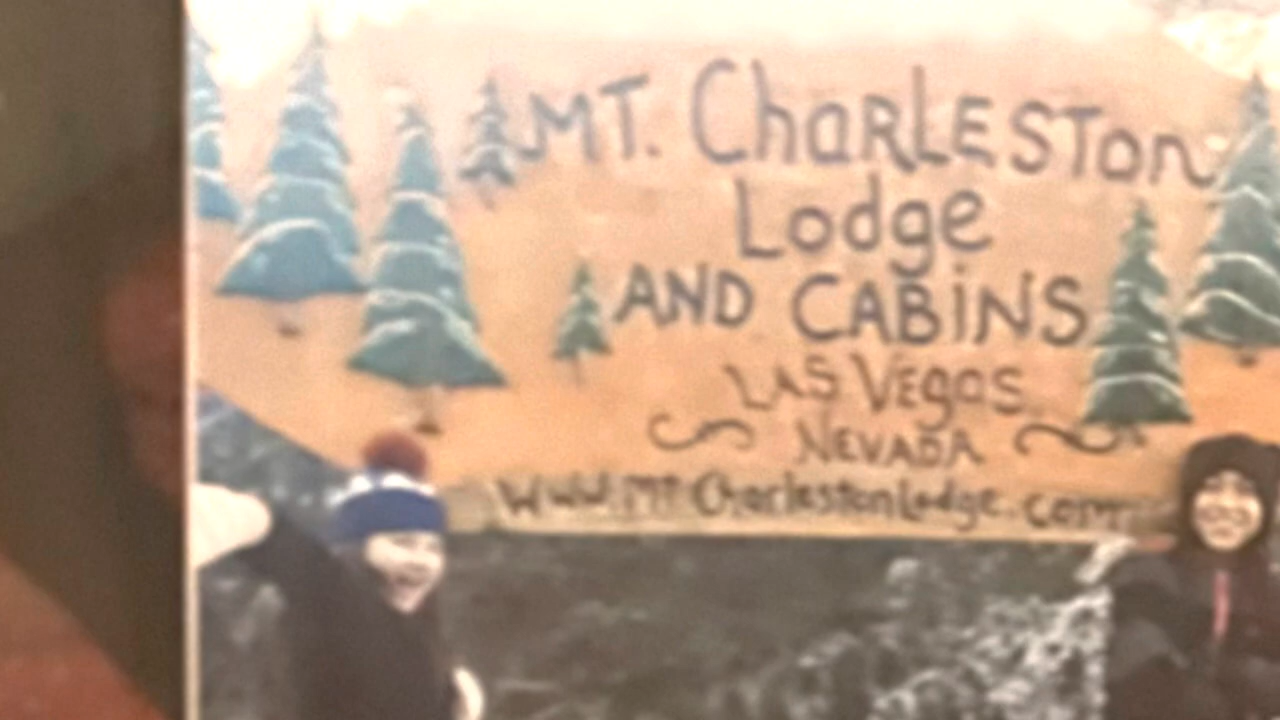 MT. CharLESTon
Lodge
AND CABiNS
LAS VEgas
NEVADA
www.MtCharlestonLodge.com